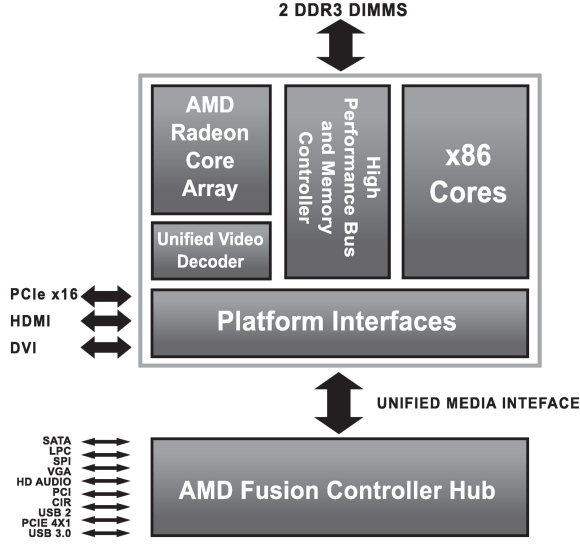 2 DDR3 DIMMS
AMD
Radeon
Core
Array
High
Performance Bus
and Memory
Controller
x86
Cores
Unified Video
Decoder
PCIe x16
HDMI
DVI
Platform Interfaces
UNIFIED MEDIA INTEFACE
SATA
LPC
SPI
VGA
HD AUDIO
PCI
CIR
USB 2
PCIE 4X1
USB 3.0
AMD Fusion Controller Hub